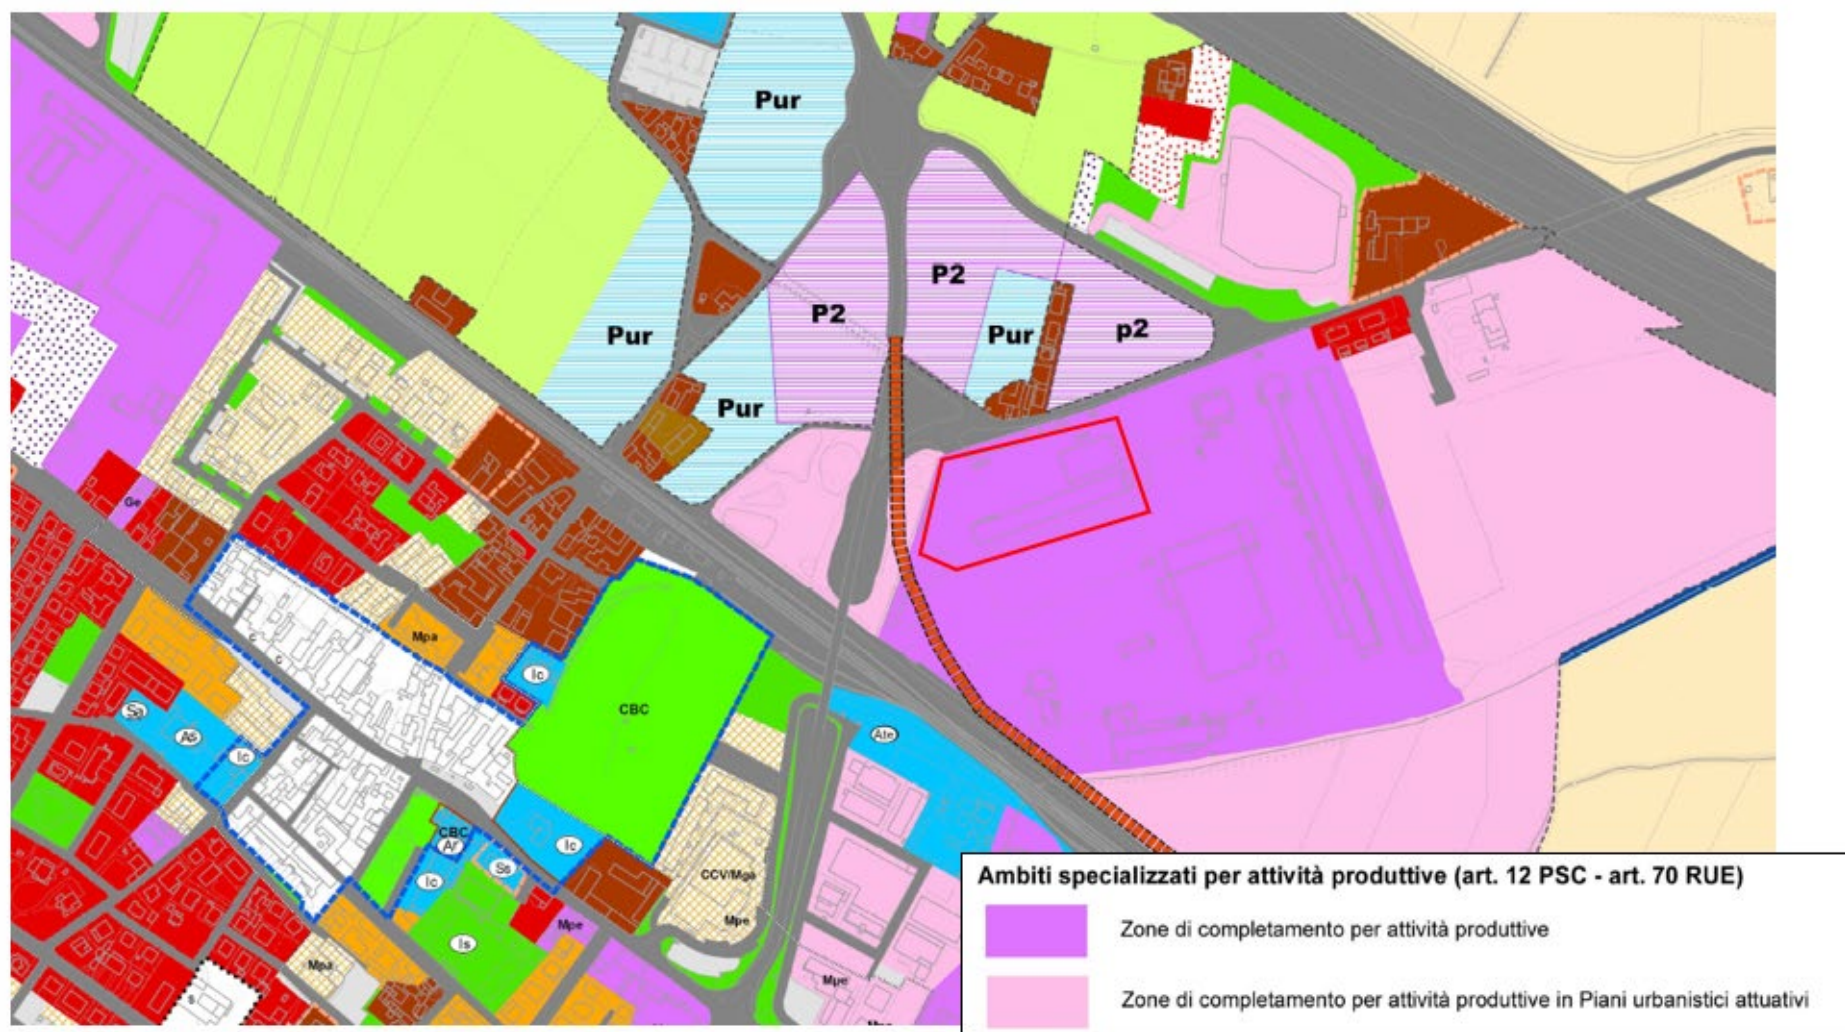 Pur
P2
P2
Pur
Pur
p2
Pur
Ge
Mpa
Ic
CBC
Sa
As
Ic
Ate
CBC
Ar
Ic
Ic
Ss
CCV/Mga
Mpe
Mpe
Is
Mpa
Mpe
c
c
s
Ambiti specializzati per attività produttive (art. 12 PSC - art. 70 RUE)
Zone di completamento per attività produttive
Zone di completamento per attività produttive in Piani urbanistici attuativi